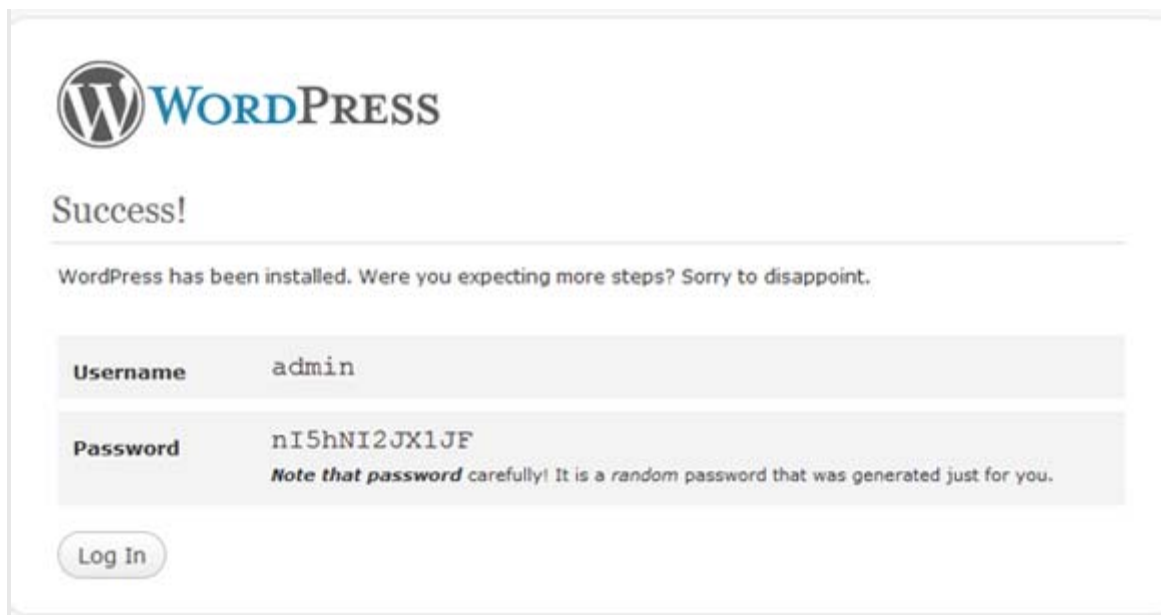 WORDPRESS
Success!
WordPress has been installed. Were you expecting more steps? Sorry to disappoint.
Username admin
Password nI5hNI2JX1JF
Note that password carefully! It is a random password that was generated just for you.
Log In